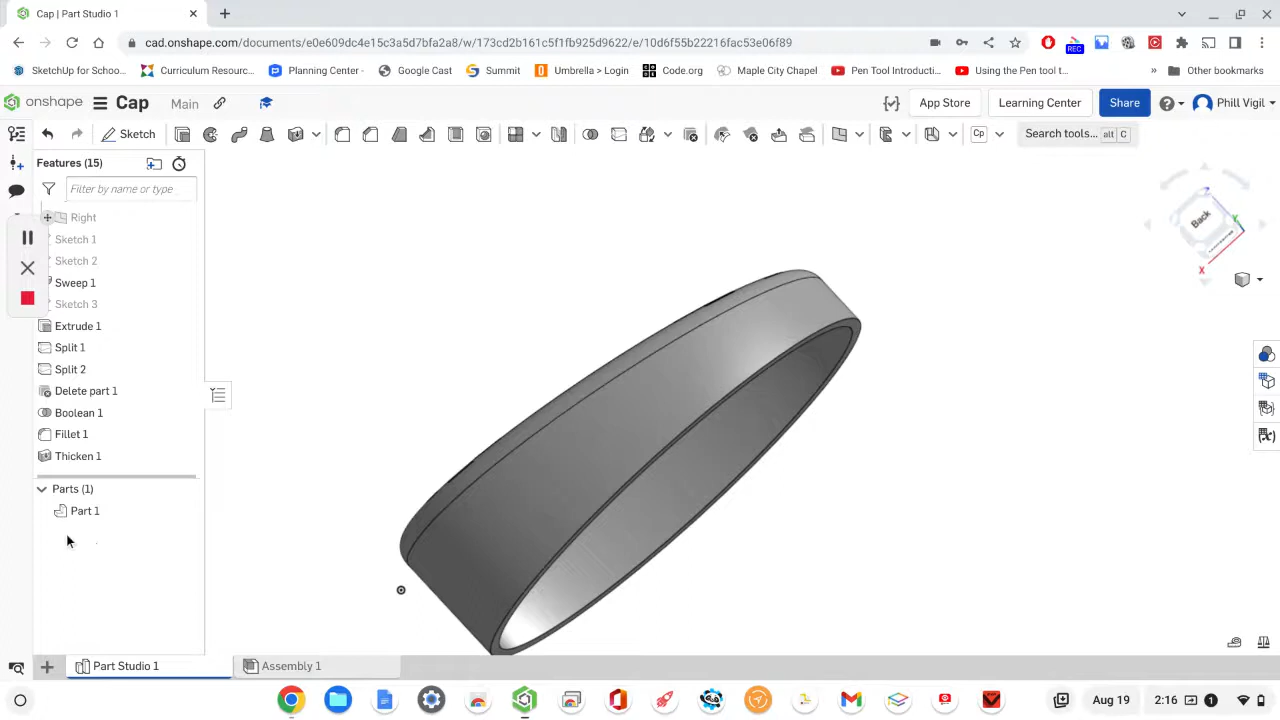 Cap | Part Studio 1
cad.onshape.com/documents/e0e609dc4e15c3a5d7bfa2a9/w/173cd2b161c5f1fb925d9622/e/10d6f55b22216fac53e06f89
REC
SketchUp for Schoo...
Curriculum Resourc...
Planning Center -
Google Cast
Summit
Umbrella > Login
Code.org
Maple City Chapel
Pen Tool Introducti...
Using the Pen tool t...
»
Other bookmarks
onshape
Cap
Main
App Store
Learning Center
Share
Phill Vigil
Sketch
Cp
Search tools...
alt C
Features (15)
Filter by name or type
Right
Sketch 1
Sketch 2
Sweep 1
Sketch 3
Extrude 1
Split 1
Split 2
Delete part 1
Boolean 1
Fillet 1
Thicken 1
Parts (1)
Part 1
Z
Back
Y
X
Part Studio 1
Assembly 1
Aug 19
2:16
1